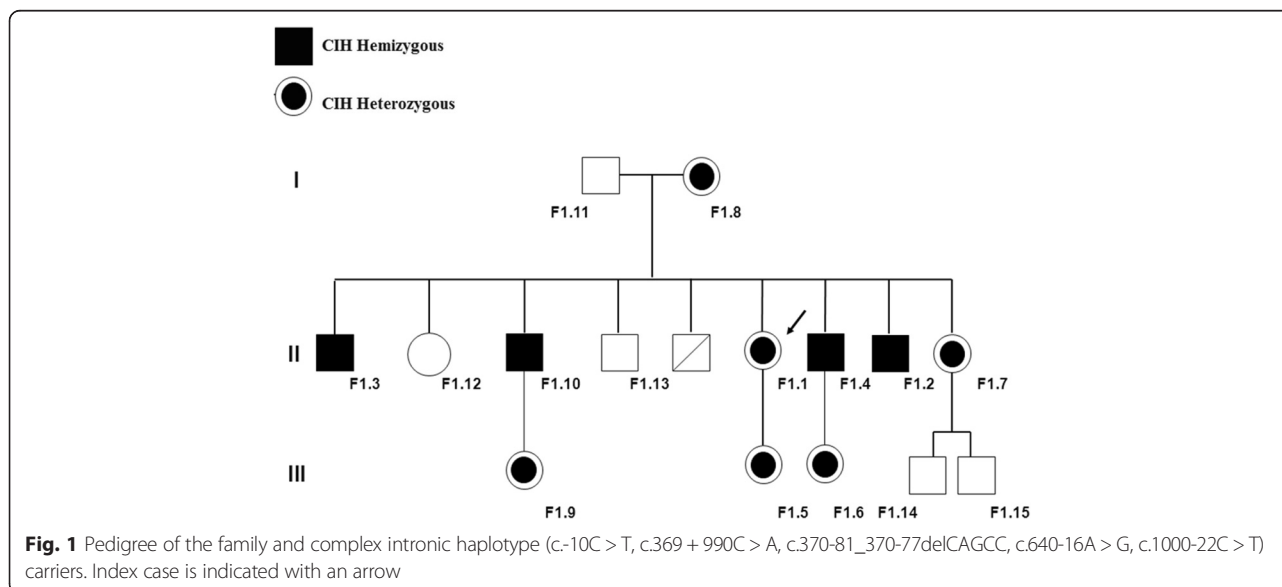 CIH Hemizygous
CIH Heterozygous
I
F1.11 F1.8
II
F1.3 F1.12 F1.10 F1.13 F1.1 F1.4 F1.2 F1.7
III
F1.9 F1.5 F1.6 F1.14 F1.15
Fig. 1 Pedigree of the family and complex intronic haplotype (c.-10C > T, c.369 + 990C > A, c.370-81_370-77delCAGCC, c.640-16A > G, c.1000-22C > T)
carriers. Index case is indicated with an arrow